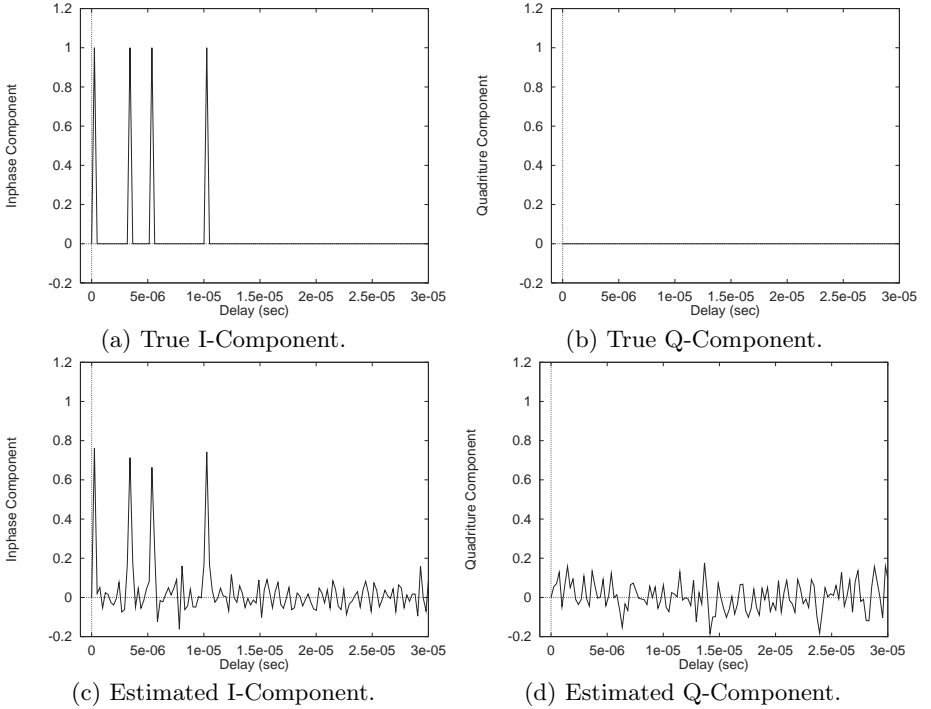 1.2
1
0.8
0.6
0.4
0.2
0
-0.2
Inphase Component
0 5e-06 1e-05 1.5e-05 2e-05 2.5e-05 3e-05
Delay (sec)
(a) True I-Component.
1.2
1
0.8
0.6
0.4
0.2
0
-0.2
Quadriture Component
0 5e-06 1e-05 1.5e-05 2e-05 2.5e-05 3e-05
Delay (sec)
(b) True Q-Component.
1.2
1
0.8
0.6
0.4
0.2
0
-0.2
Inphase Component
0 5e-06 1e-05 1.5e-05 2e-05 2.5e-05 3e-05
Delay (sec)
(c) Estimated I-Component.
1.2
1
0.8
0.6
0.4
0.2
0
-0.2
Quadriture Component
0 5e-06 1e-05 1.5e-05 2e-05 2.5e-05 3e-05
Delay (sec)
(d) Estimated Q-Component.